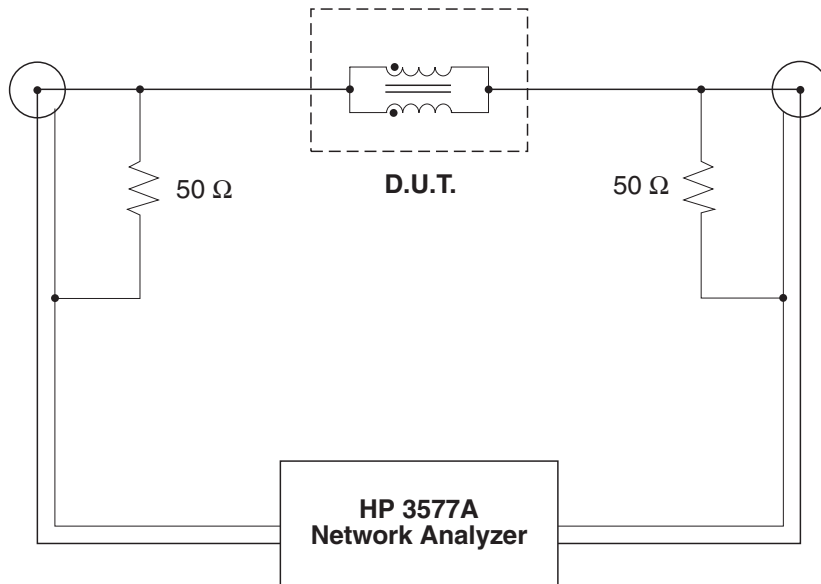 D.U.T.
50 Ω
50 Ω
HP 3577A
Network Analyzer